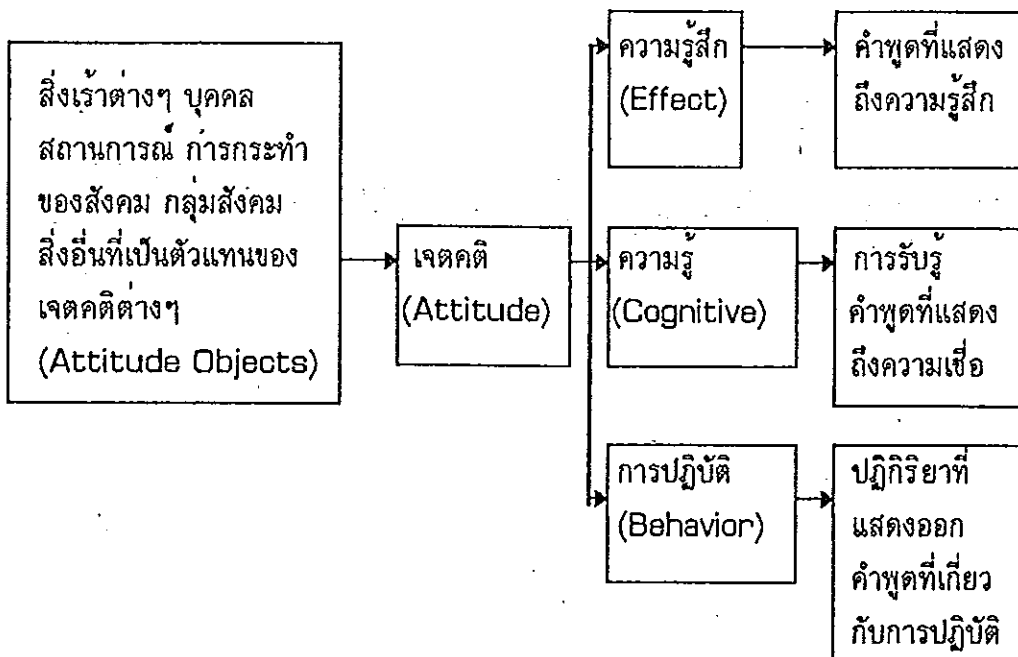 สิ่งเร้าต่างๆ บุคคล
สถานการณ์ การกระทำ
ของสังคม กลุ่มสังคม
สิ่งอื่นที่เป็นตัวแทนของ
เจตคติต่างๆ
(Attitude Objects)
เจตคติ
(Attitude)
ความรู้สึก
(Effect)
คำพูดที่แสดง
ถึงความรู้สึก
ความรู้
(Cognitive)
การรับรู้
คำพูดที่แสดง
ถึงความเชื่อ
การปฏิบัติ
(Behavior)
ปฏิกิริยาที่
แสดงออก
คำพูดที่เกี่ยว
กับการปฏิบัติ